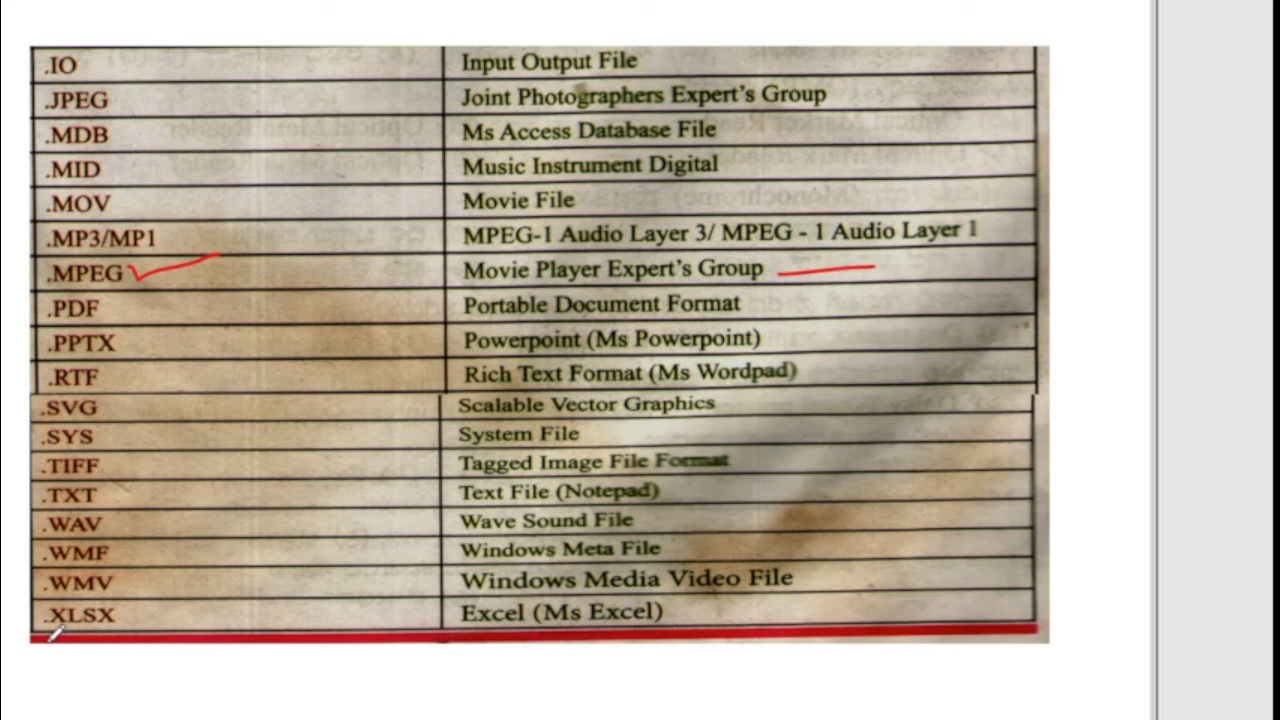 .IO Input Output File
.JPEG Joint Photographers Expert's Group
.MDB Ms Access Database File
.MID Music Instrument Digital
.MOV Movie File
.MP3/MP1 MPEG-1 Audio Layer 3/ MPEG - 1 Audio Layer 1
.MPEG Movie Player Expert's Group
.PDF Portable Document Format
.PPTX Powerpoint (Ms Powerpoint)
.RTF Rich Text Format (Ms Wordpad)
.SVG Scalable Vector Graphics
.SYS System File
.TIFF Tagged Image File Format
.TXT Text File (Notepad)
.WAV Wave Sound File
.WMF Windows Meta File
.WMV Windows Media Video File
.XLSX Excel (Ms Excel)